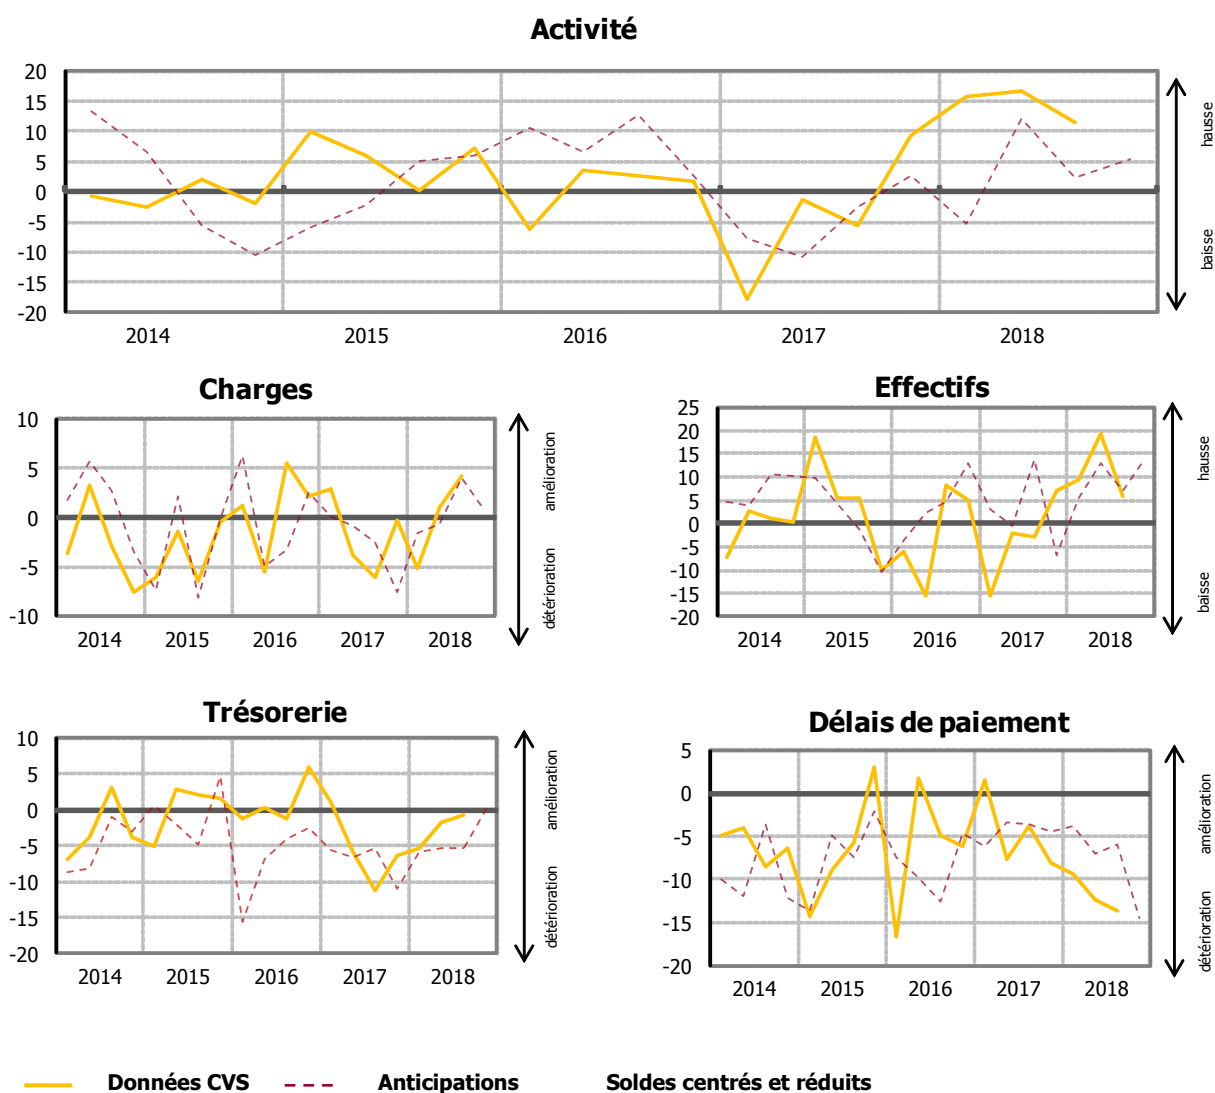 Activité
20
15
10
5
0
-5
-10
-15
-20
2014 2015 2016 2017 2018
hausse
baisse
Charges
10
5
0
-5
-10
2014 2015 2016 2017 2018
amélioration
détérioration
Effectifs
25
20
15
10
5
0
-5
-10
-15
-20
2014 2015 2016 2017 2018
hausse
baisse
Trésorerie
10
5
0
-5
-10
-15
-20
2014 2015 2016 2017 2018
amélioration
détérioration
Délais de paiement
5
0
-5
-10
-15
-20
2014 2015 2016 2017 2018
amélioration
détérioration
Données CVS Anticipations Soldes centrés et réduits